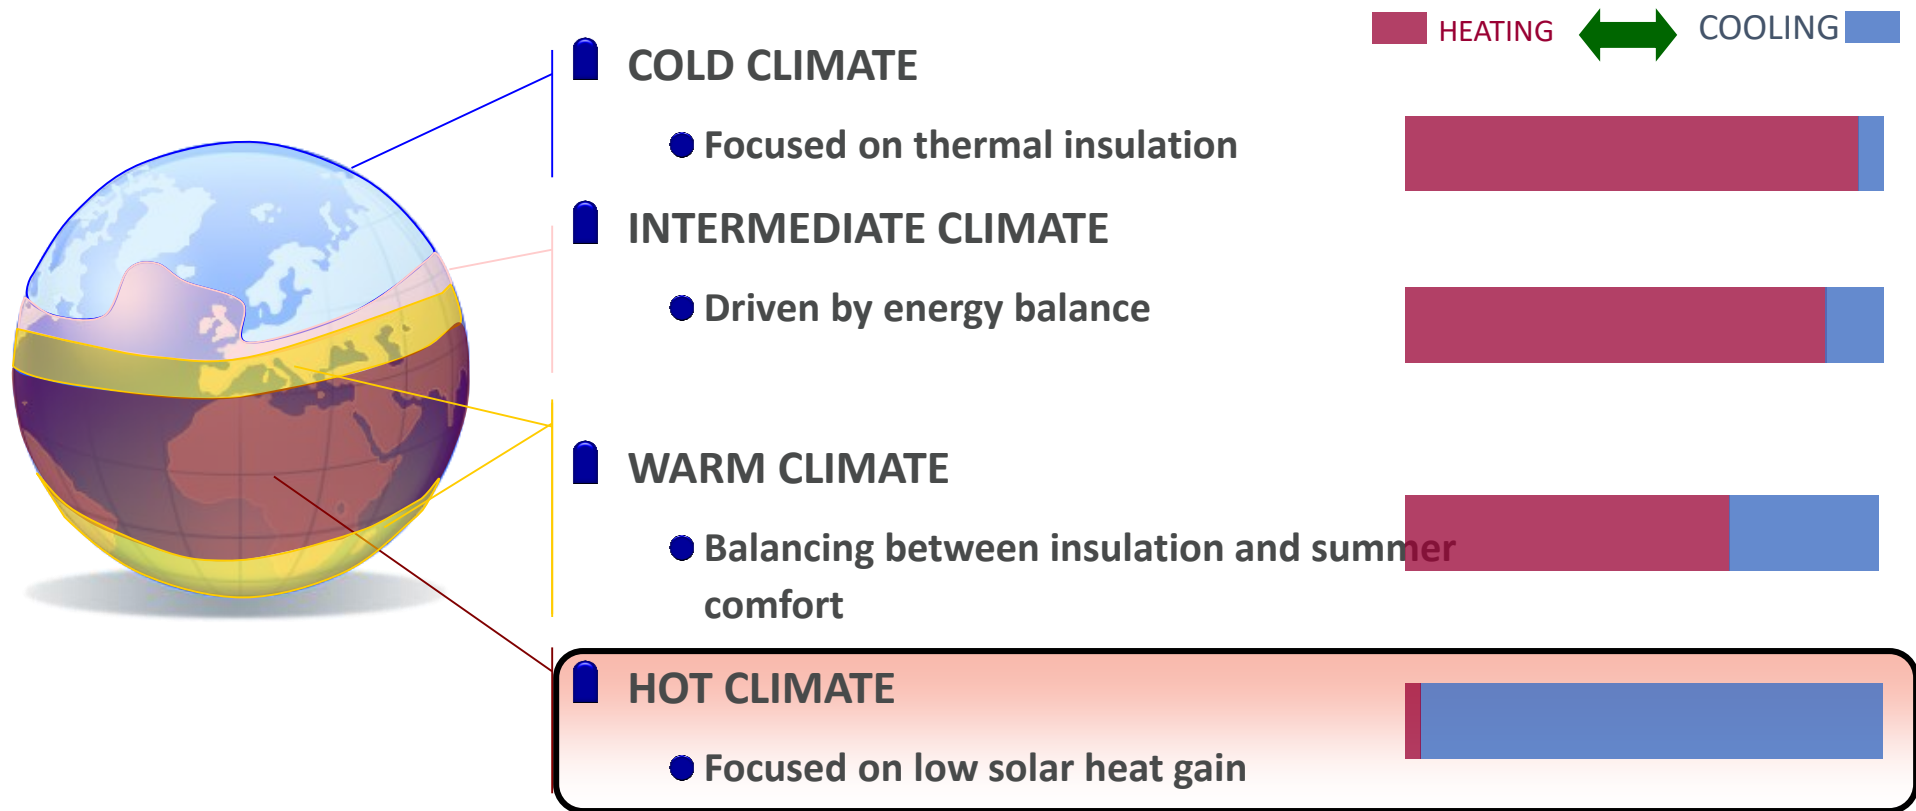 HEATING COOLING
COLD CLIMATE
Focused on thermal insulation
INTERMEDIATE CLIMATE
Driven by energy balance
WARM CLIMATE
Balancing between insulation and summer
comfort
HOT CLIMATE
Focused on low solar heat gain